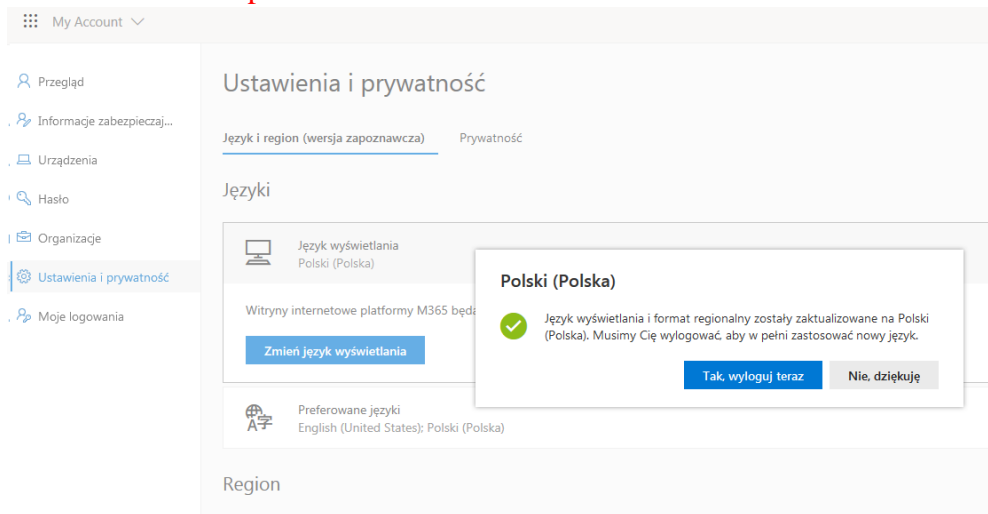 My Account
Przegląd
Informacje zabezpieczaj...
Urządzenia
Hasło
Organizacje
Ustawienia i prywatność
Moje logowania
Ustawienia i prywatność
Język i region (wersja zapoznawcza) Prywatność
Języki
Język wyświetlania
Polski (Polska)
Witryny internetowe platformy M365 będą
Zmień język wyświetlania
Preferowane języki
English (United States); Polski (Polska)
Region
Polski (Polska)
Język wyświetlania i format regionalny zostały zaktualizowane na Polski
(Polska). Musimy Cię wylogować, aby w pełni zastosować nowy język.
Tak, wyloguj teraz Nie, dziękuję